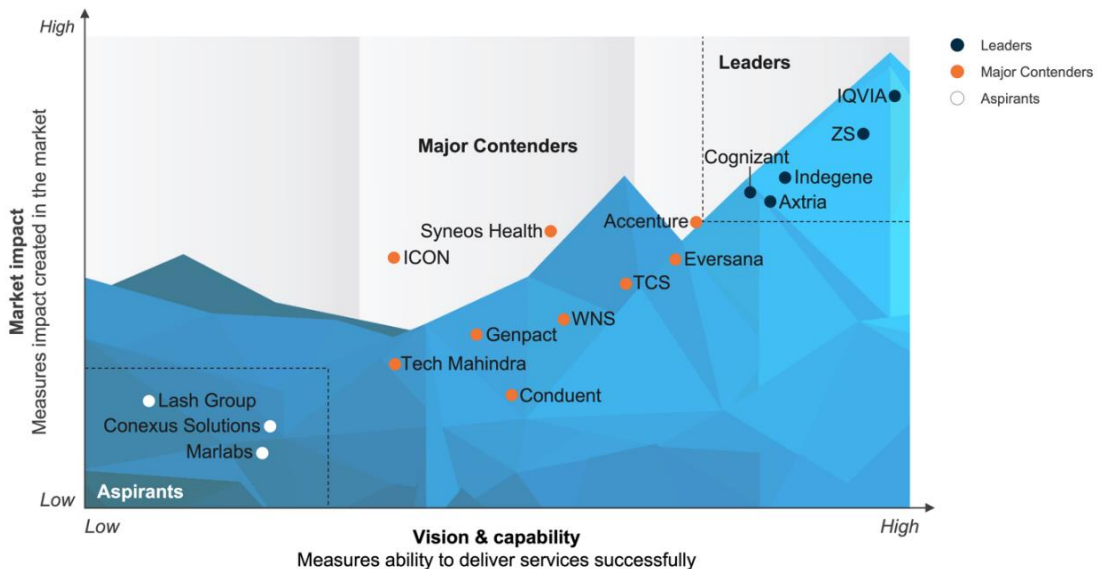 High
Leaders
Major Contenders
Aspirants
Leaders
IQVIA
ZS
Major Contenders
Cognizant
Indegene
Axtria
Syneos Health
Accenture
ICON
Eversana
TCS
WNS
Genpact
Tech Mahindra
Conduent
Lash Group
Conexus Solutions
Marlabs
Aspirants
Market impact
Measures impact created in the market
Low
Low
High
Vision & capability
Measures ability to deliver services successfully